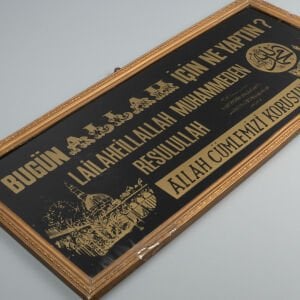 BUGÜN ALLAH İÇİN NE YAPTIN?
LAİLAHEİLLALLAH MUHAMMEDEN
RESULULLAH
ALLAH CÜMLEMİZİ KORUSUN